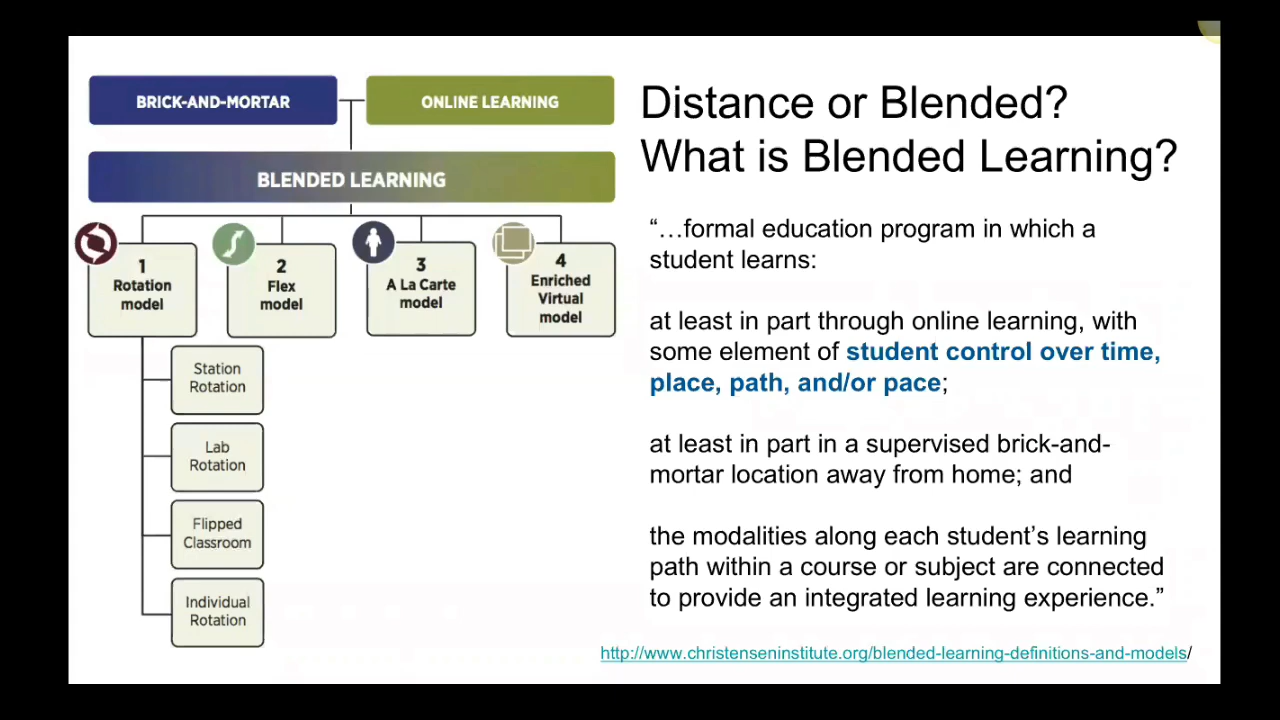 BRICK-AND-MORTAR
ONLINE LEARNING
BLENDED LEARNING
1
Rotation
model
2
Flex
model
3
A La Carte
model
4
Enriched
Virtual
model
Station
Rotation
Lab
Rotation
Flipped
Classroom
Individual
Rotation
Distance or Blended?
What is Blended Learning?
“…formal education program in which a
student learns:
at least in part through online learning, with
some element of student control over time,
place, path, and/or pace;
at least in part in a supervised brick-and-
mortar location away from home; and
the modalities along each student’s learning
path within a course or subject are connected
to provide an integrated learning experience.”
http://www.christenseninstitute.org/blended-learning-definitions-and-models/